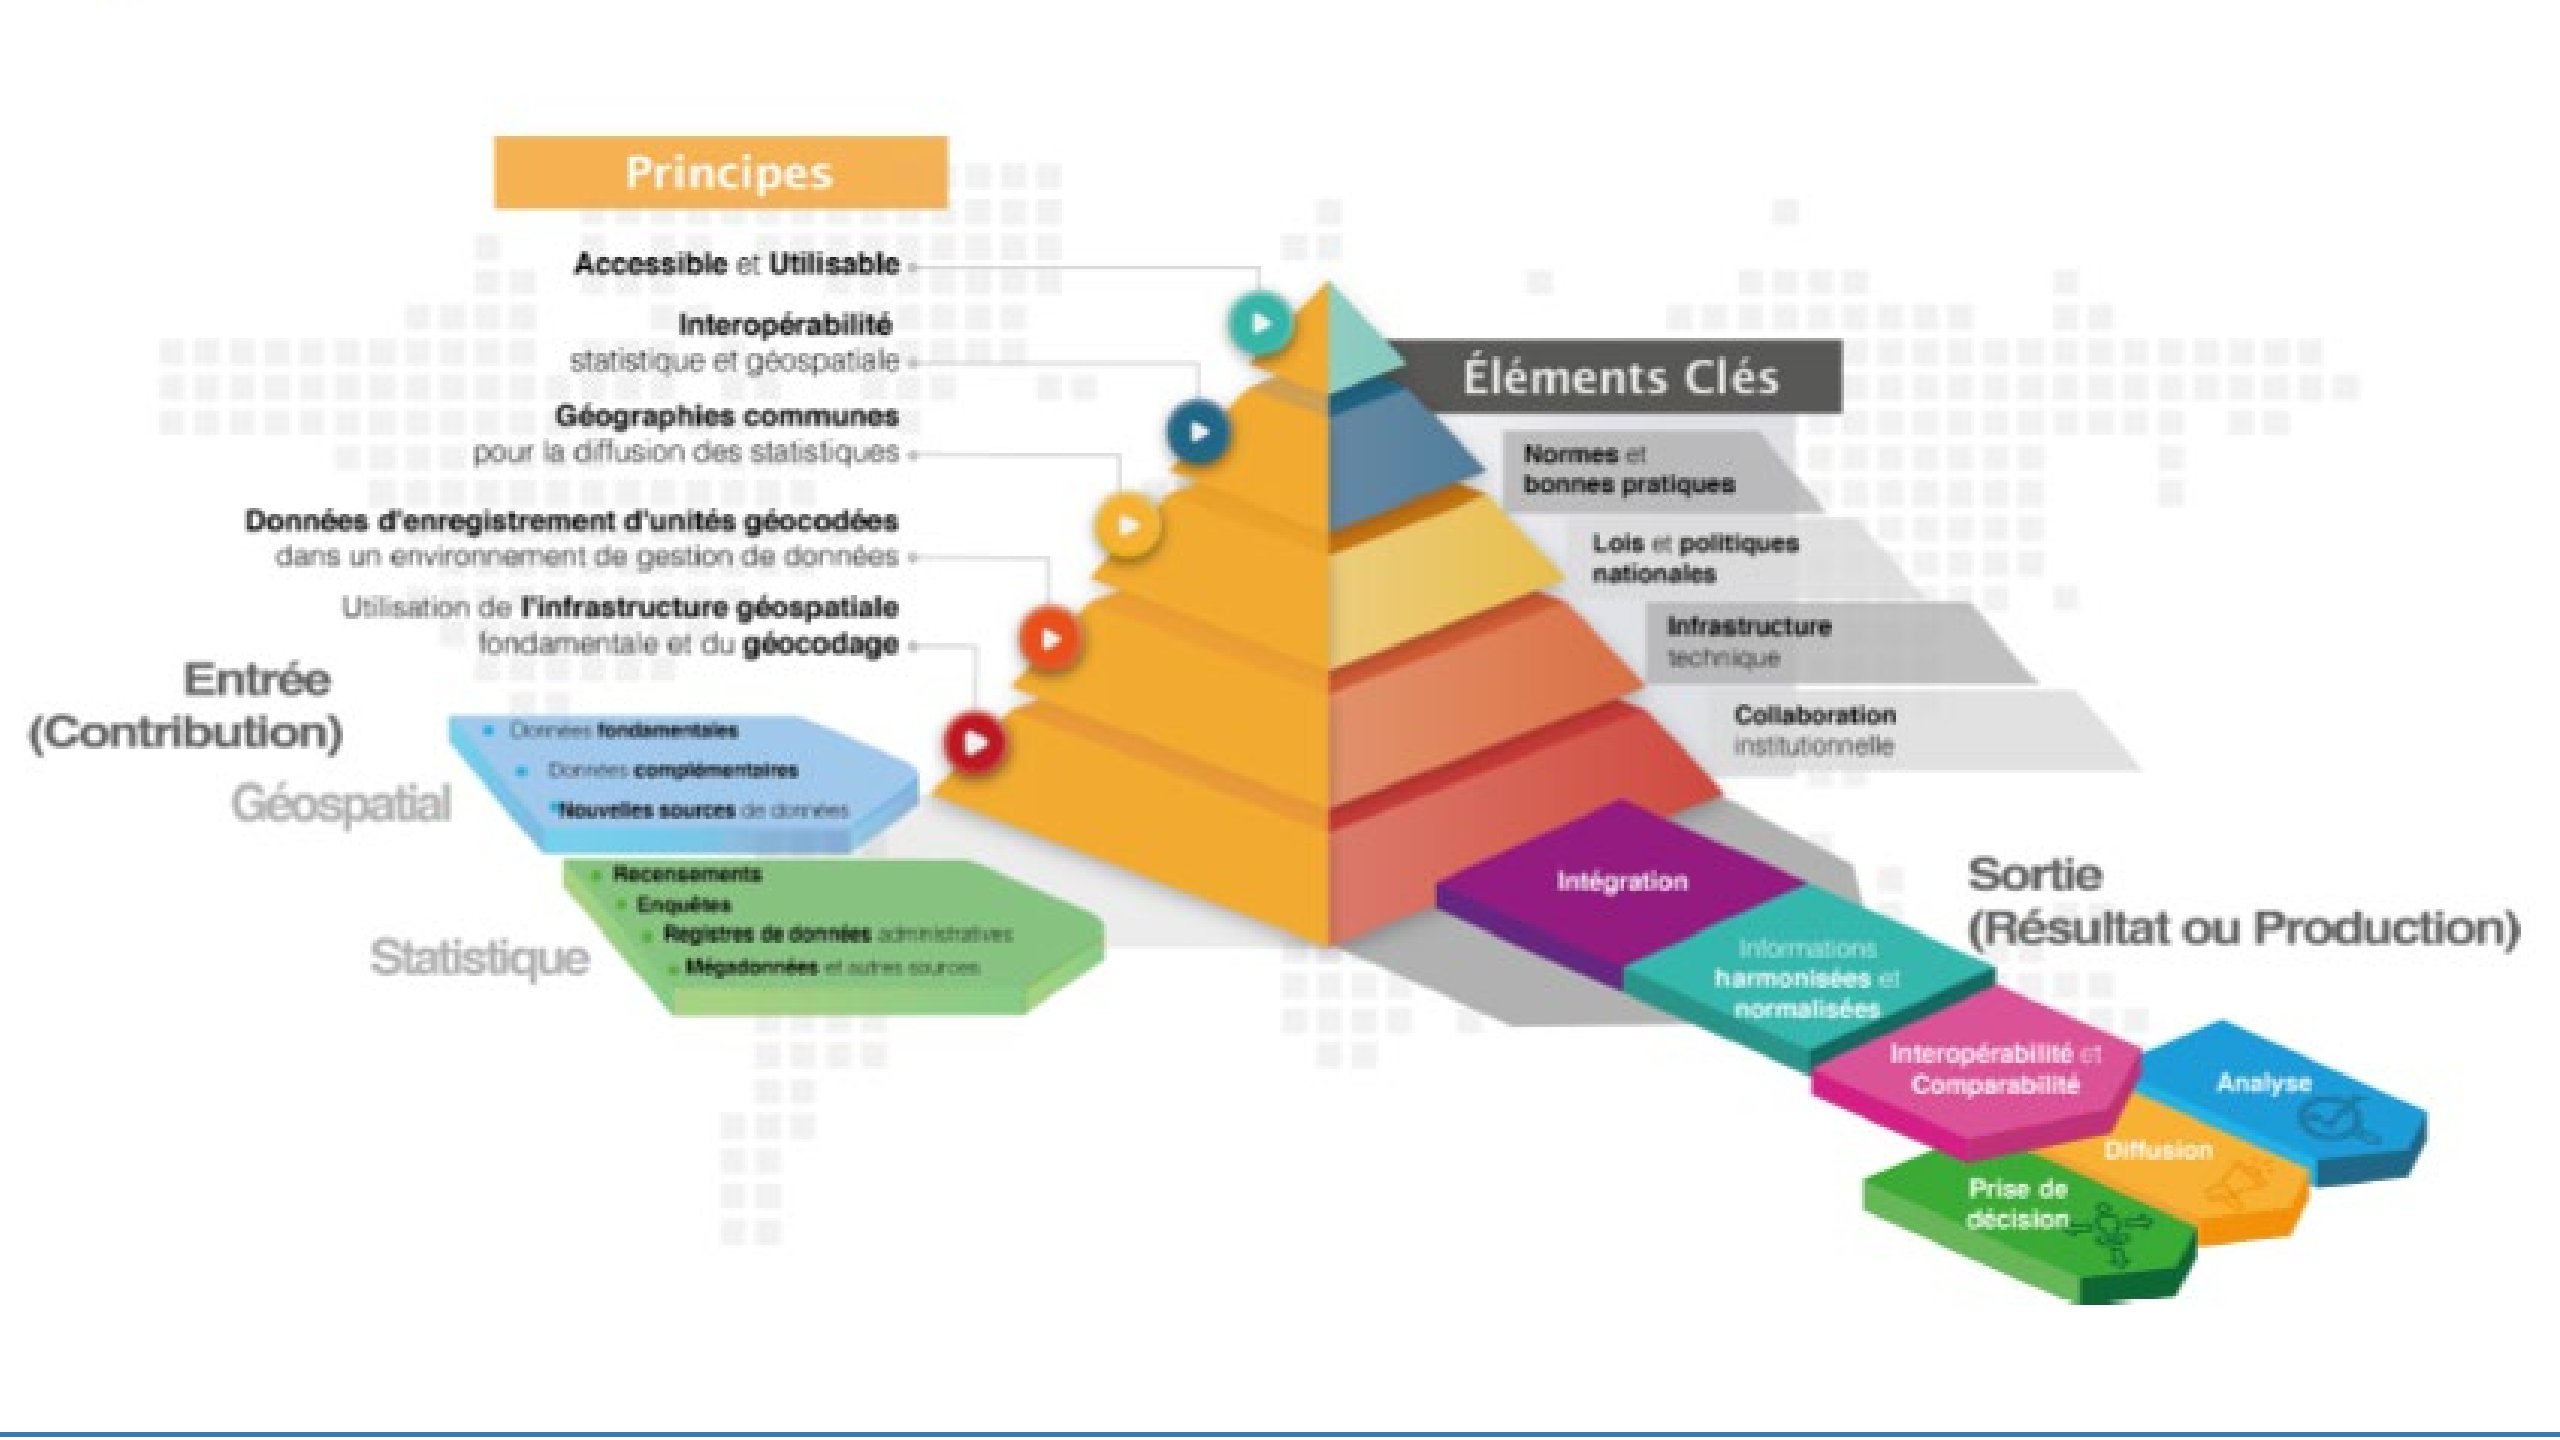 Principes
Accessible et Utilisable
Interopérabilité
statistique et géospatiale
Géographies communes
pour la diffusion des statistiques
Données d'enregistrement d'unités géocodées
dans un environnement de gestion de données
Utilisation de l'infrastructure géospatiale
fondamentale et du géocodage
Éléments Clés
Normes et
bonnes pratiques
Lois et politiques
nationales
Infrastructure
technique
Collaboration
institutionnelle
Entrée
(Contribution)
Géospatial
Données fondamentales
Données complémentaires
Nouvelles sources de données
Statistique
Recensements
Enquêtes
Registres de données administratives
Mégadonnées et autres sources
Sortie
(Résultat ou Production)
Intégration
Informations
harmonisées et
normalisées
Interopérabilité et
Comparabilité
Analyse
Diffusion
Prise de
décision